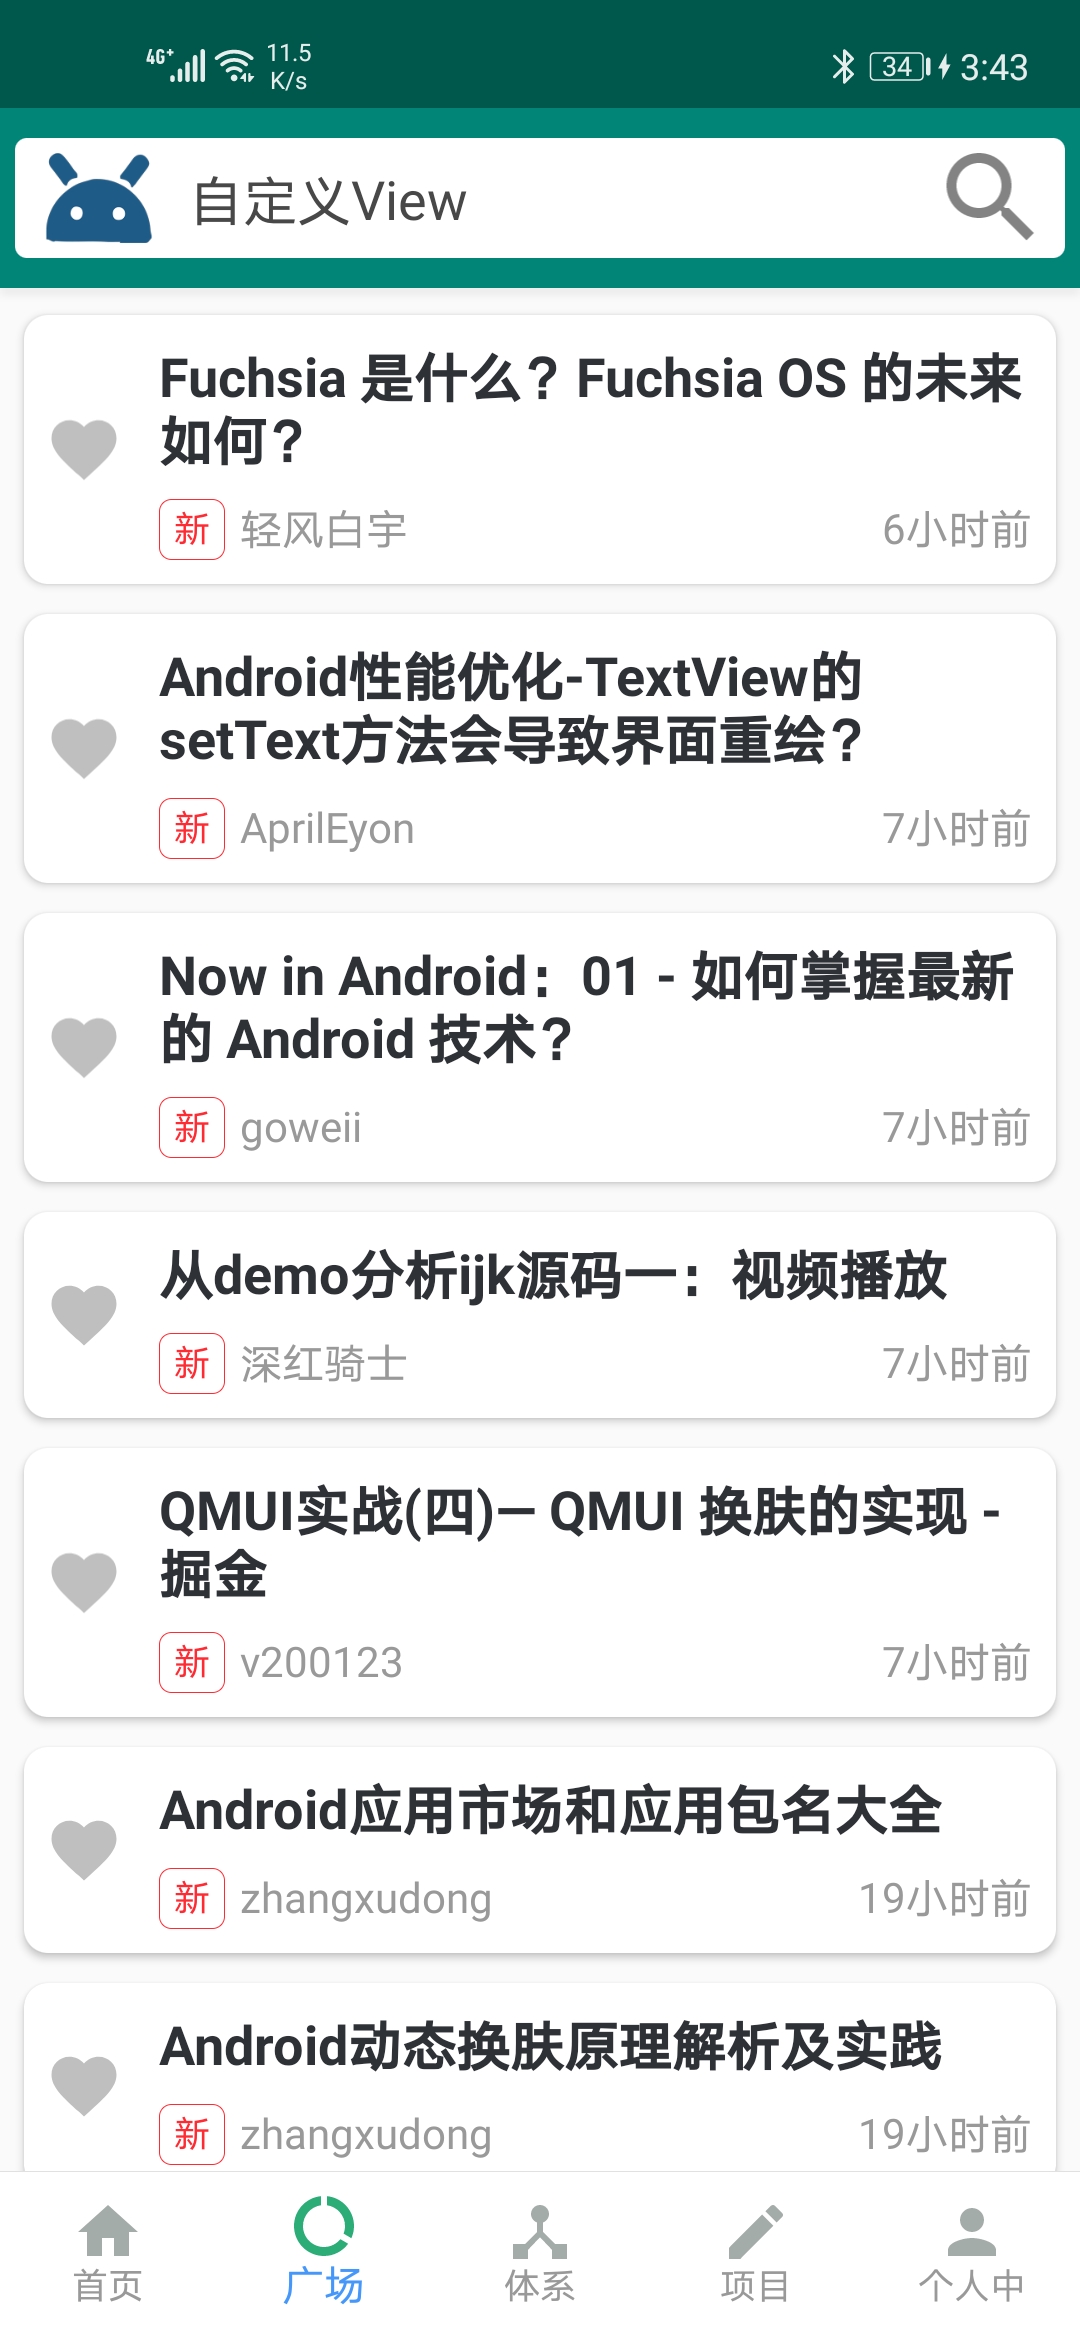 4G+
11.5
K/s
34
3:43
自定义View
Fuchsia 是什么？Fuchsia OS 的未来
如何？
新 轻风白宇 6小时前
Android性能优化-TextView的
setText方法会导致界面重绘？
新 AprilEyon 7小时前
Now in Android：01 - 如何掌握最新
的 Android 技术？
新 goweii 7小时前
从demo分析ijk源码一：视频播放
新 深红骑士 7小时前
QMUI实战(四)— QMUI 换肤的实现 -
掘金
新 v200123 7小时前
Android应用市场和应用包名大全
新 zhangxudong 19小时前
Android动态换肤原理解析及实践
新 zhangxudong 19小时前
首页 广场 体系 项目 个人中